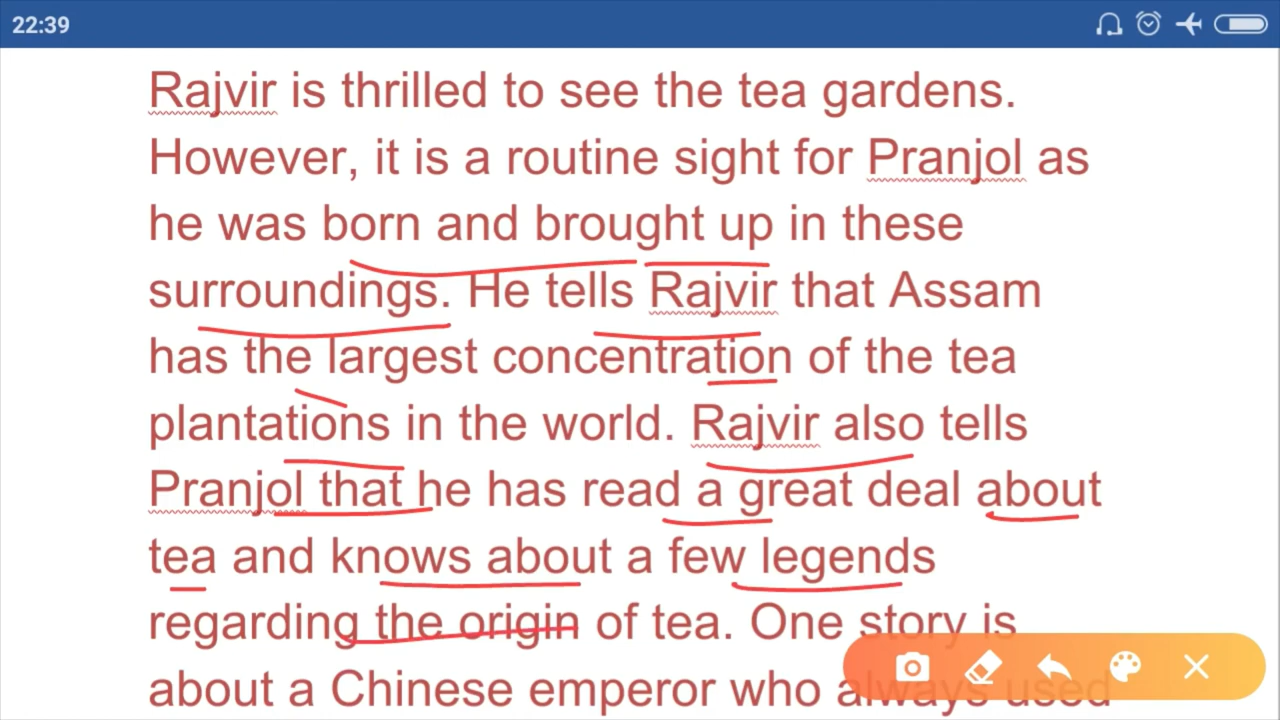 22:39
Rajvir is thrilled to see the tea gardens.
However, it is a routine sight for Pranjol as
he was born and brought up in these
surroundings. He tells Rajvir that Assam
has the largest concentration of the tea
plantations in the world. Rajvir also tells
Pranjol that he has read a great deal about
tea and knows about a few legends
regarding the origin of tea. One story is
about a Chinese emperor who always used